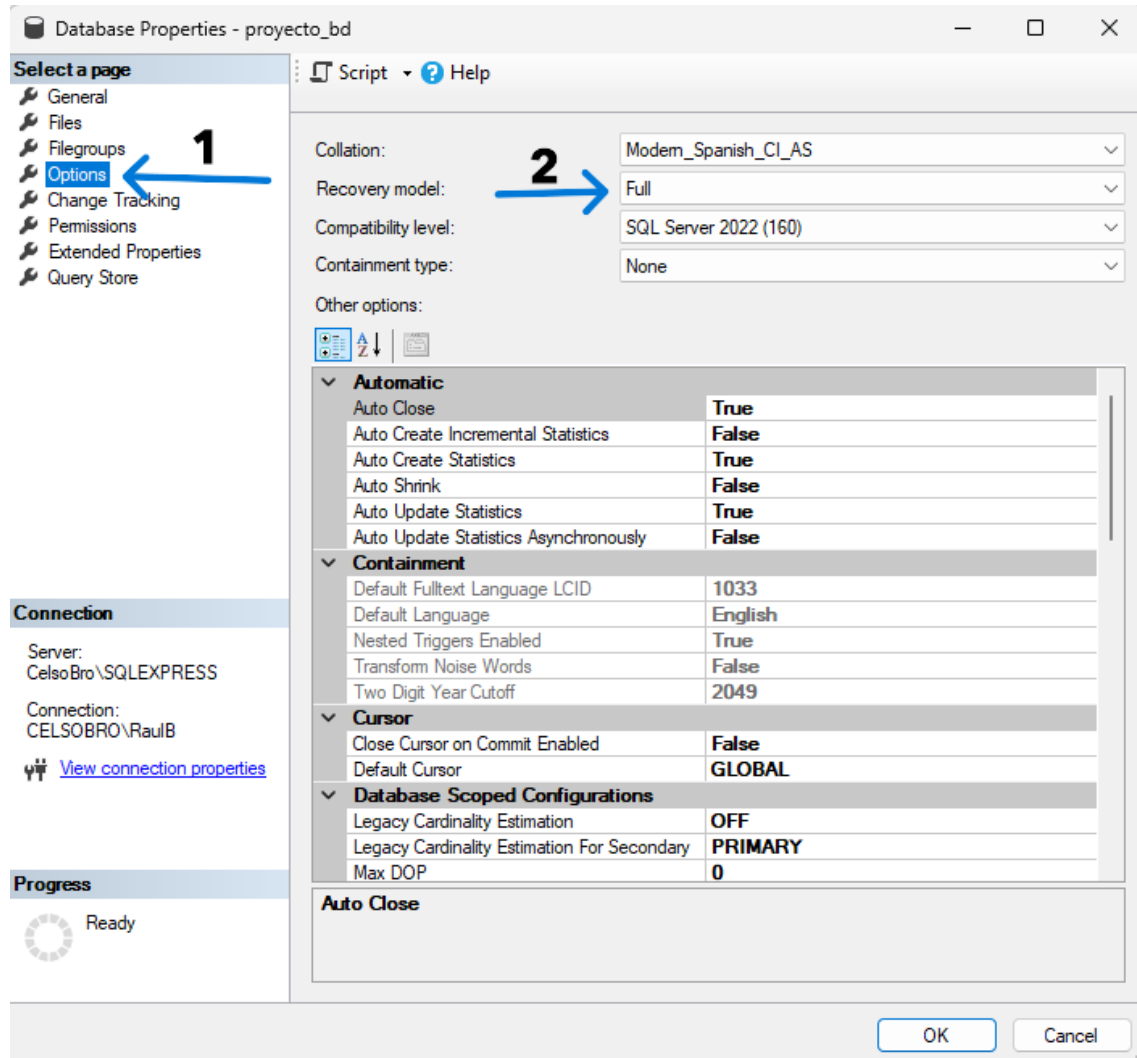 Database Properties - proyecto_bd
Select a page
General
Files
Filegroups
Options
Change Tracking
Permissions
Extended Properties
Query Store
1
Script
Help
2
Collation: Modern_Spanish_CI_AS
Recovery model: Full
Compatibility level: SQL Server 2022 (160)
Containment type: None
Other options:
A
Z
Automatic
Auto Close True
Auto Create Incremental Statistics False
Auto Create Statistics True
Auto Shrink False
Auto Update Statistics True
Auto Update Statistics Asynchronously False
Containment
Default Fulltext Language LCID 1033
Default Language English
Nested Triggers Enabled True
Transform Noise Words False
Two Digit Year Cutoff 2049
Cursor
Close Cursor on Commit Enabled False
Default Cursor GLOBAL
Database Scoped Configurations
Legacy Cardinality Estimation OFF
Legacy Cardinality Estimation For Secondary PRIMARY
Max DOP 0
Auto Close
Connection
Server:
CelsoBro\SQLEXPRESS
Connection:
CELSOBRO\RaulB
View connection properties
Progress
Ready
OK
Cancel